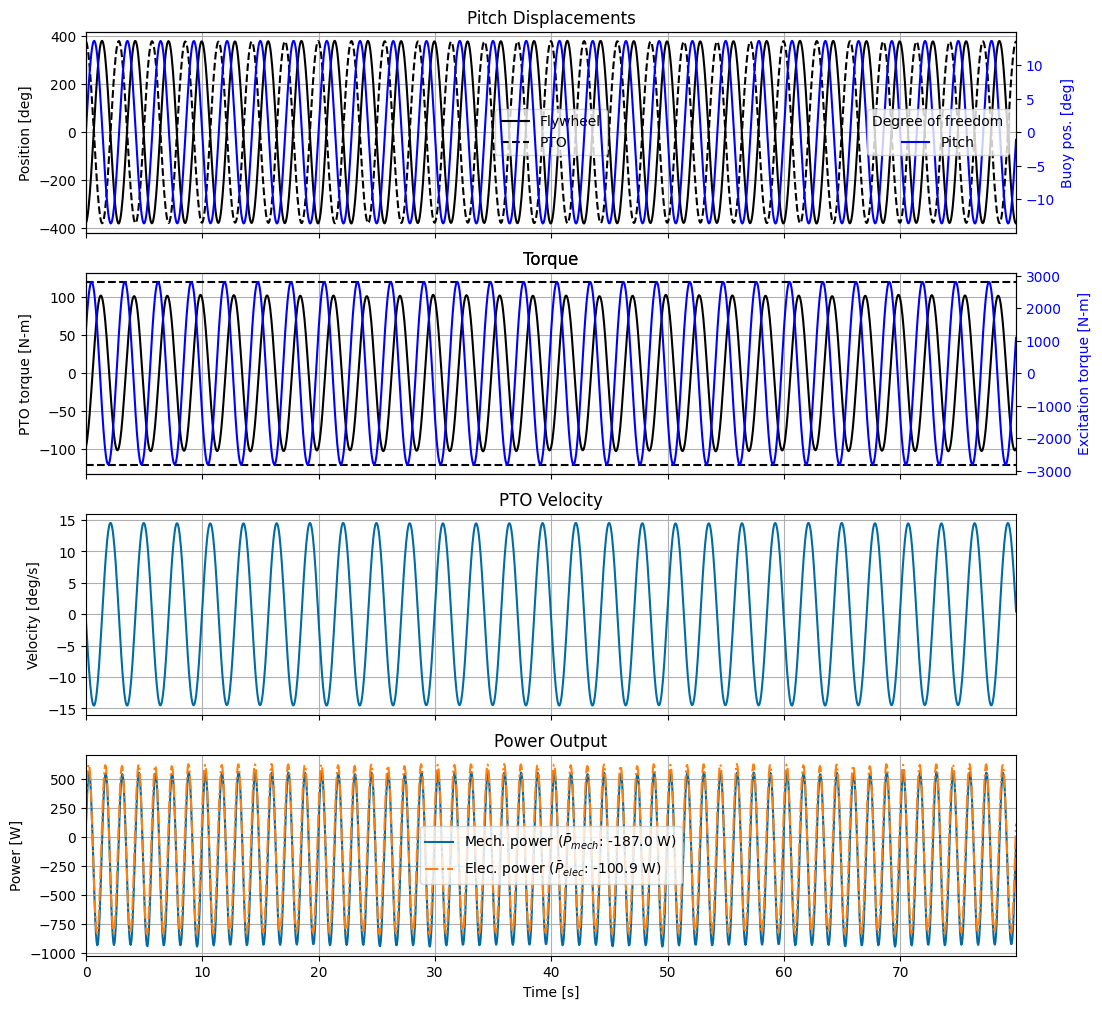 Pitch Displacements
400
200
0
−200
−400
Position [deg]
10
5
0
−5
−10
Buoy pos. [deg]
Flywheel
PTO
Degree of freedom
Pitch
Torque
100
50
0
−50
−100
PTO torque [N-m]
3000
2000
1000
0
−1000
−2000
−3000
Excitation torque [N-m]
PTO Velocity
15
10
5
0
−5
−10
−15
Velocity [deg/s]
Power Output
500
250
0
−250
−500
−750
−1000
Power [W]
Mech. power (P̄mech: -187.0 W)
Elec. power (P̄elec: -100.9 W)
0 10 20 30 40 50 60 70
Time [s]